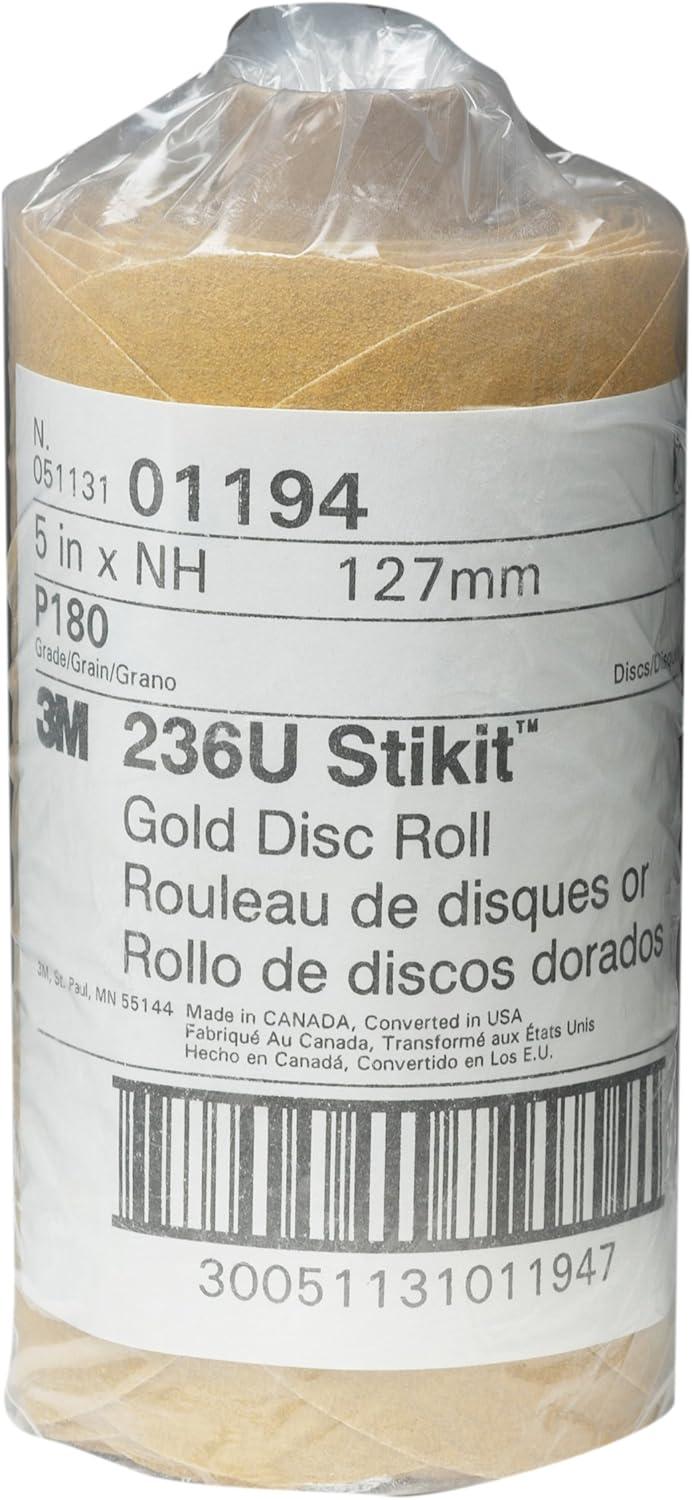 N.
051131 01194
5 in x NH 127mm
P180
Grade/Grain/Grano
Discs/
3M 236U Stikit™
Gold Disc Roll
Rouleau de disques or
Rollo de discos dorados
3M, St. Paul, MN 55144
Made in CANADA, Converted in USA
Fabriqué Au Canada, Transformé aux États Unis
Hecho en Canadá, Convertido en Los E.U.
30051131011947